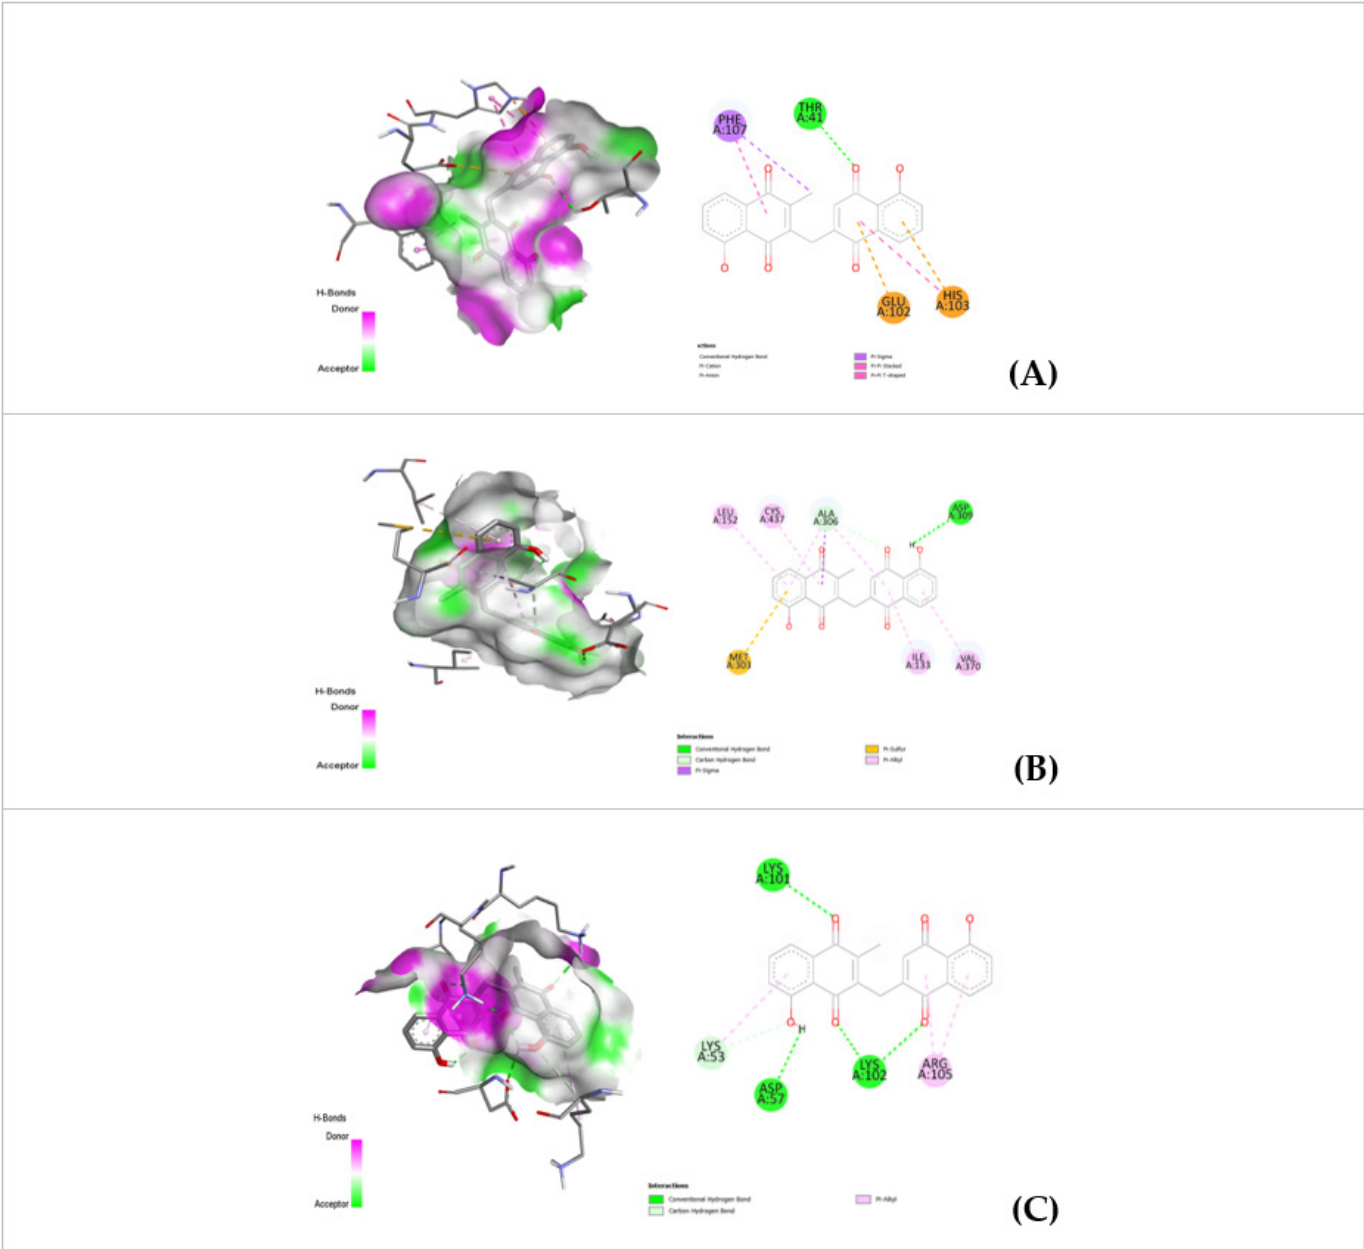 PHE
A:107
THR
A:41
O
O
O
O
O
O
GLU
A:102
HIS
A:103
H-Bonds
Donor
Acceptor
ctions
Conventional Hydrogen Bond
Pi-Cation
Pi-Anion
Pi-Sigma
Pi-Pi Stacked
Pi-Pi T-shaped
(A)
LEU
A:152
CYS
A:437
ALA
A:306
ASP
A:309
O
O
H
O
O
O
O
MET
A:303
ILE
A:133
VAL
A:370
H-Bonds
Donor
Acceptor
Interactions
Conventional Hydrogen Bond
Carbon Hydrogen Bond
Pi-Sigma
Pi-Sulfur
Pi-Alkyl
(B)
LYS
A:101
O
O
O
O
H
O
O
LYS
A:53
ASP
A:57
LYS
A:102
ARG
A:105
H-Bonds
Donor
Acceptor
Interactions
Conventional Hydrogen Bond
Carbon Hydrogen Bond
Pi-Alkyl
(C)